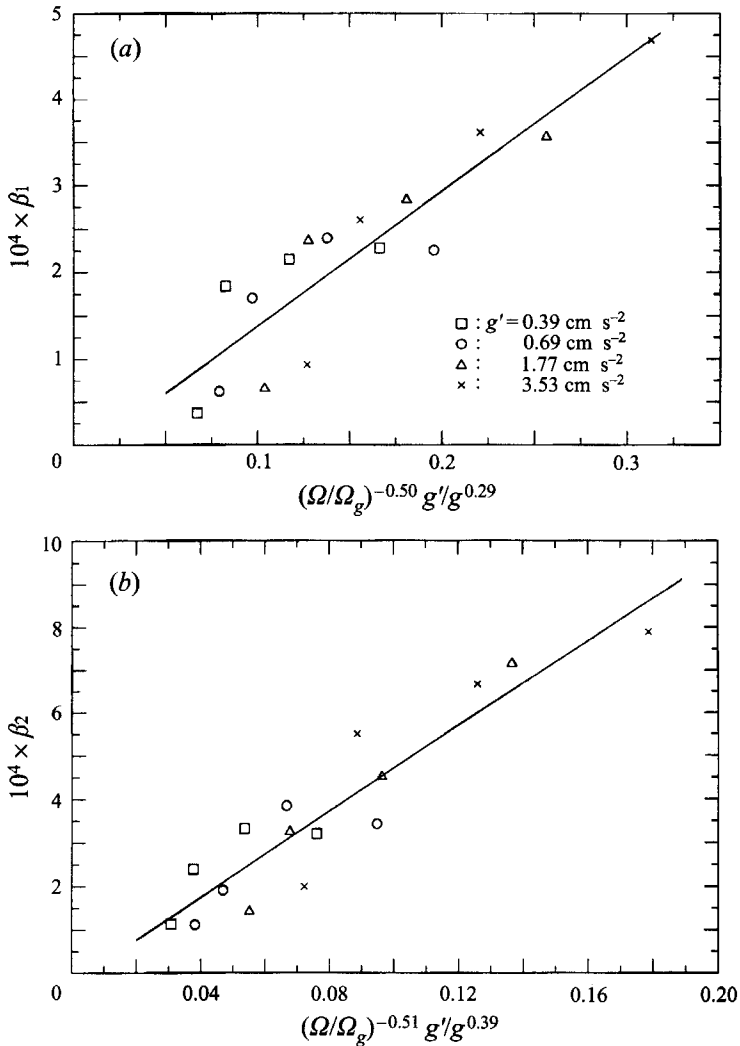 5
(a)
4
3
10⁴ × β₁
2
□ : g′ = 0.39 cm s⁻²
○ : 0.69 cm s⁻²
1
△ : 1.77 cm s⁻²
× : 3.53 cm s⁻²
0 0.1 0.2 0.3
(Ω/Ω_g)^−0.50 g′/g^0.29
10
(b)
8
6
10⁴ × β₂
4
2
0 0.04 0.08 0.12 0.16 0.20
(Ω/Ω_g)^−0.51 g′/g^0.39